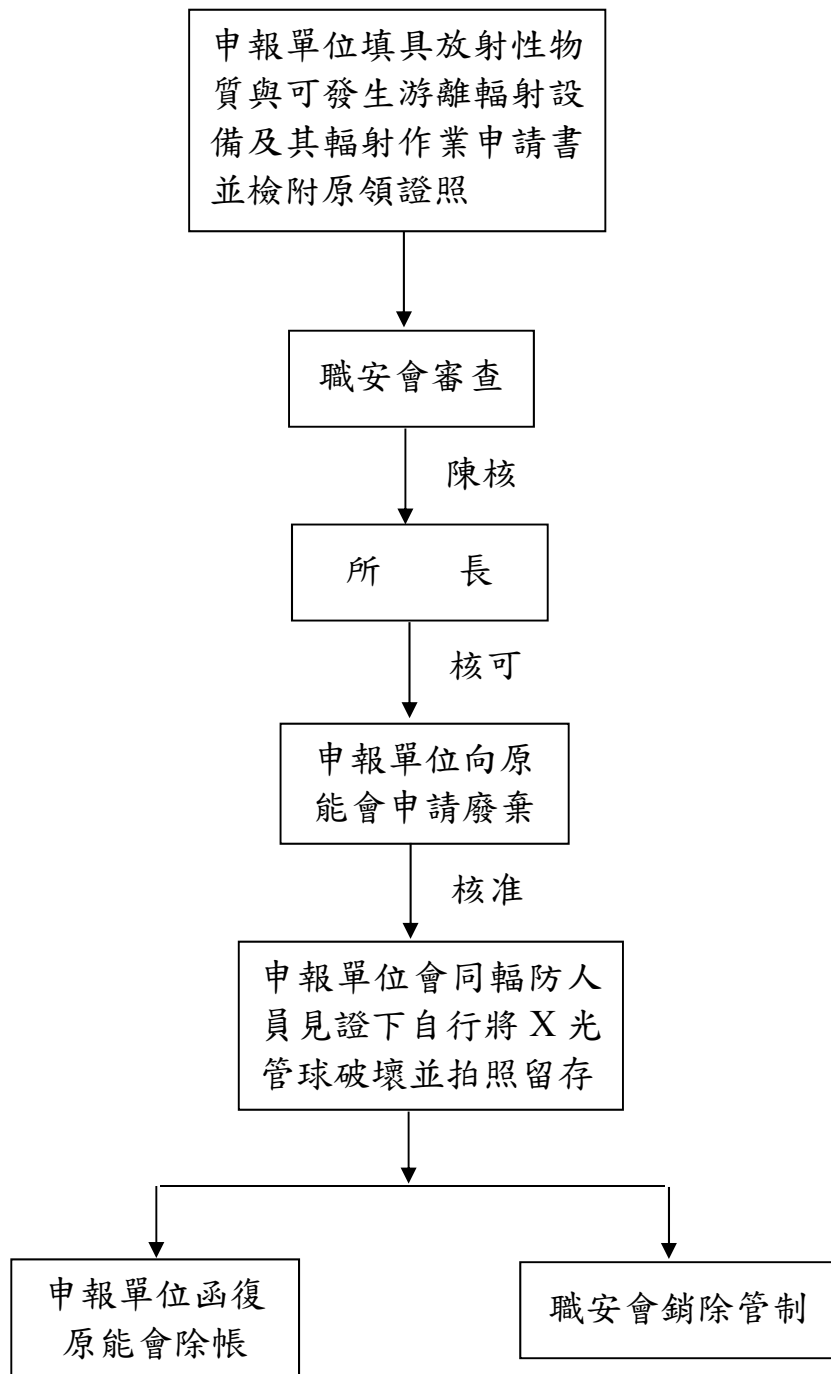 申報單位填具放射性物
質與可發生游離輻射設
備及其輻射作業申請書
並檢附原領證照
職安會審查
陳核
所　　長
核可
申報單位向原
能會申請廢棄
核准
申報單位會同輻防人
員見證下自行將 X 光
管球破壞並拍照留存
申報單位函復
原能會除帳
職安會銷除管制